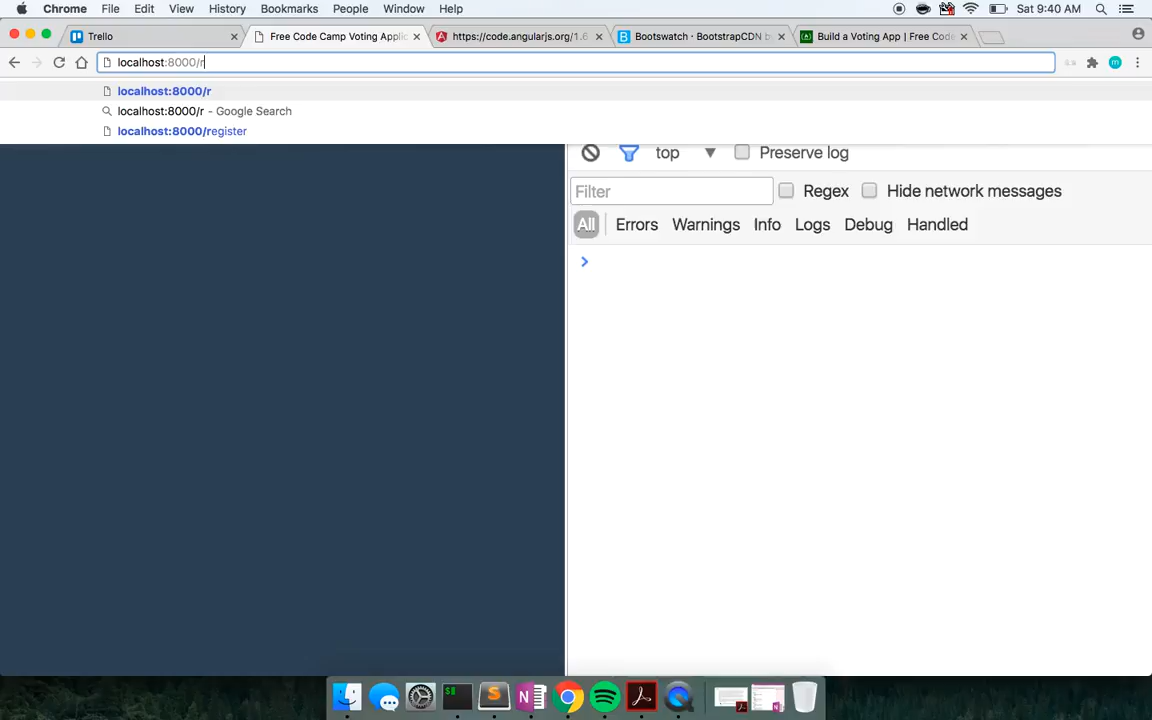 Chrome File Edit View History Bookmarks People Window Help Sat 9:40 AM
Trello Free Code Camp Voting Applic https://code.angularjs.org/1.6 Bootswatch · BootstrapCDN by Build a Voting App | Free Code
localhost:8000/r
localhost:8000/r
localhost:8000/r - Google Search
localhost:8000/register
top Preserve log
Filter Regex Hide network messages
All Errors Warnings Info Logs Debug Handled